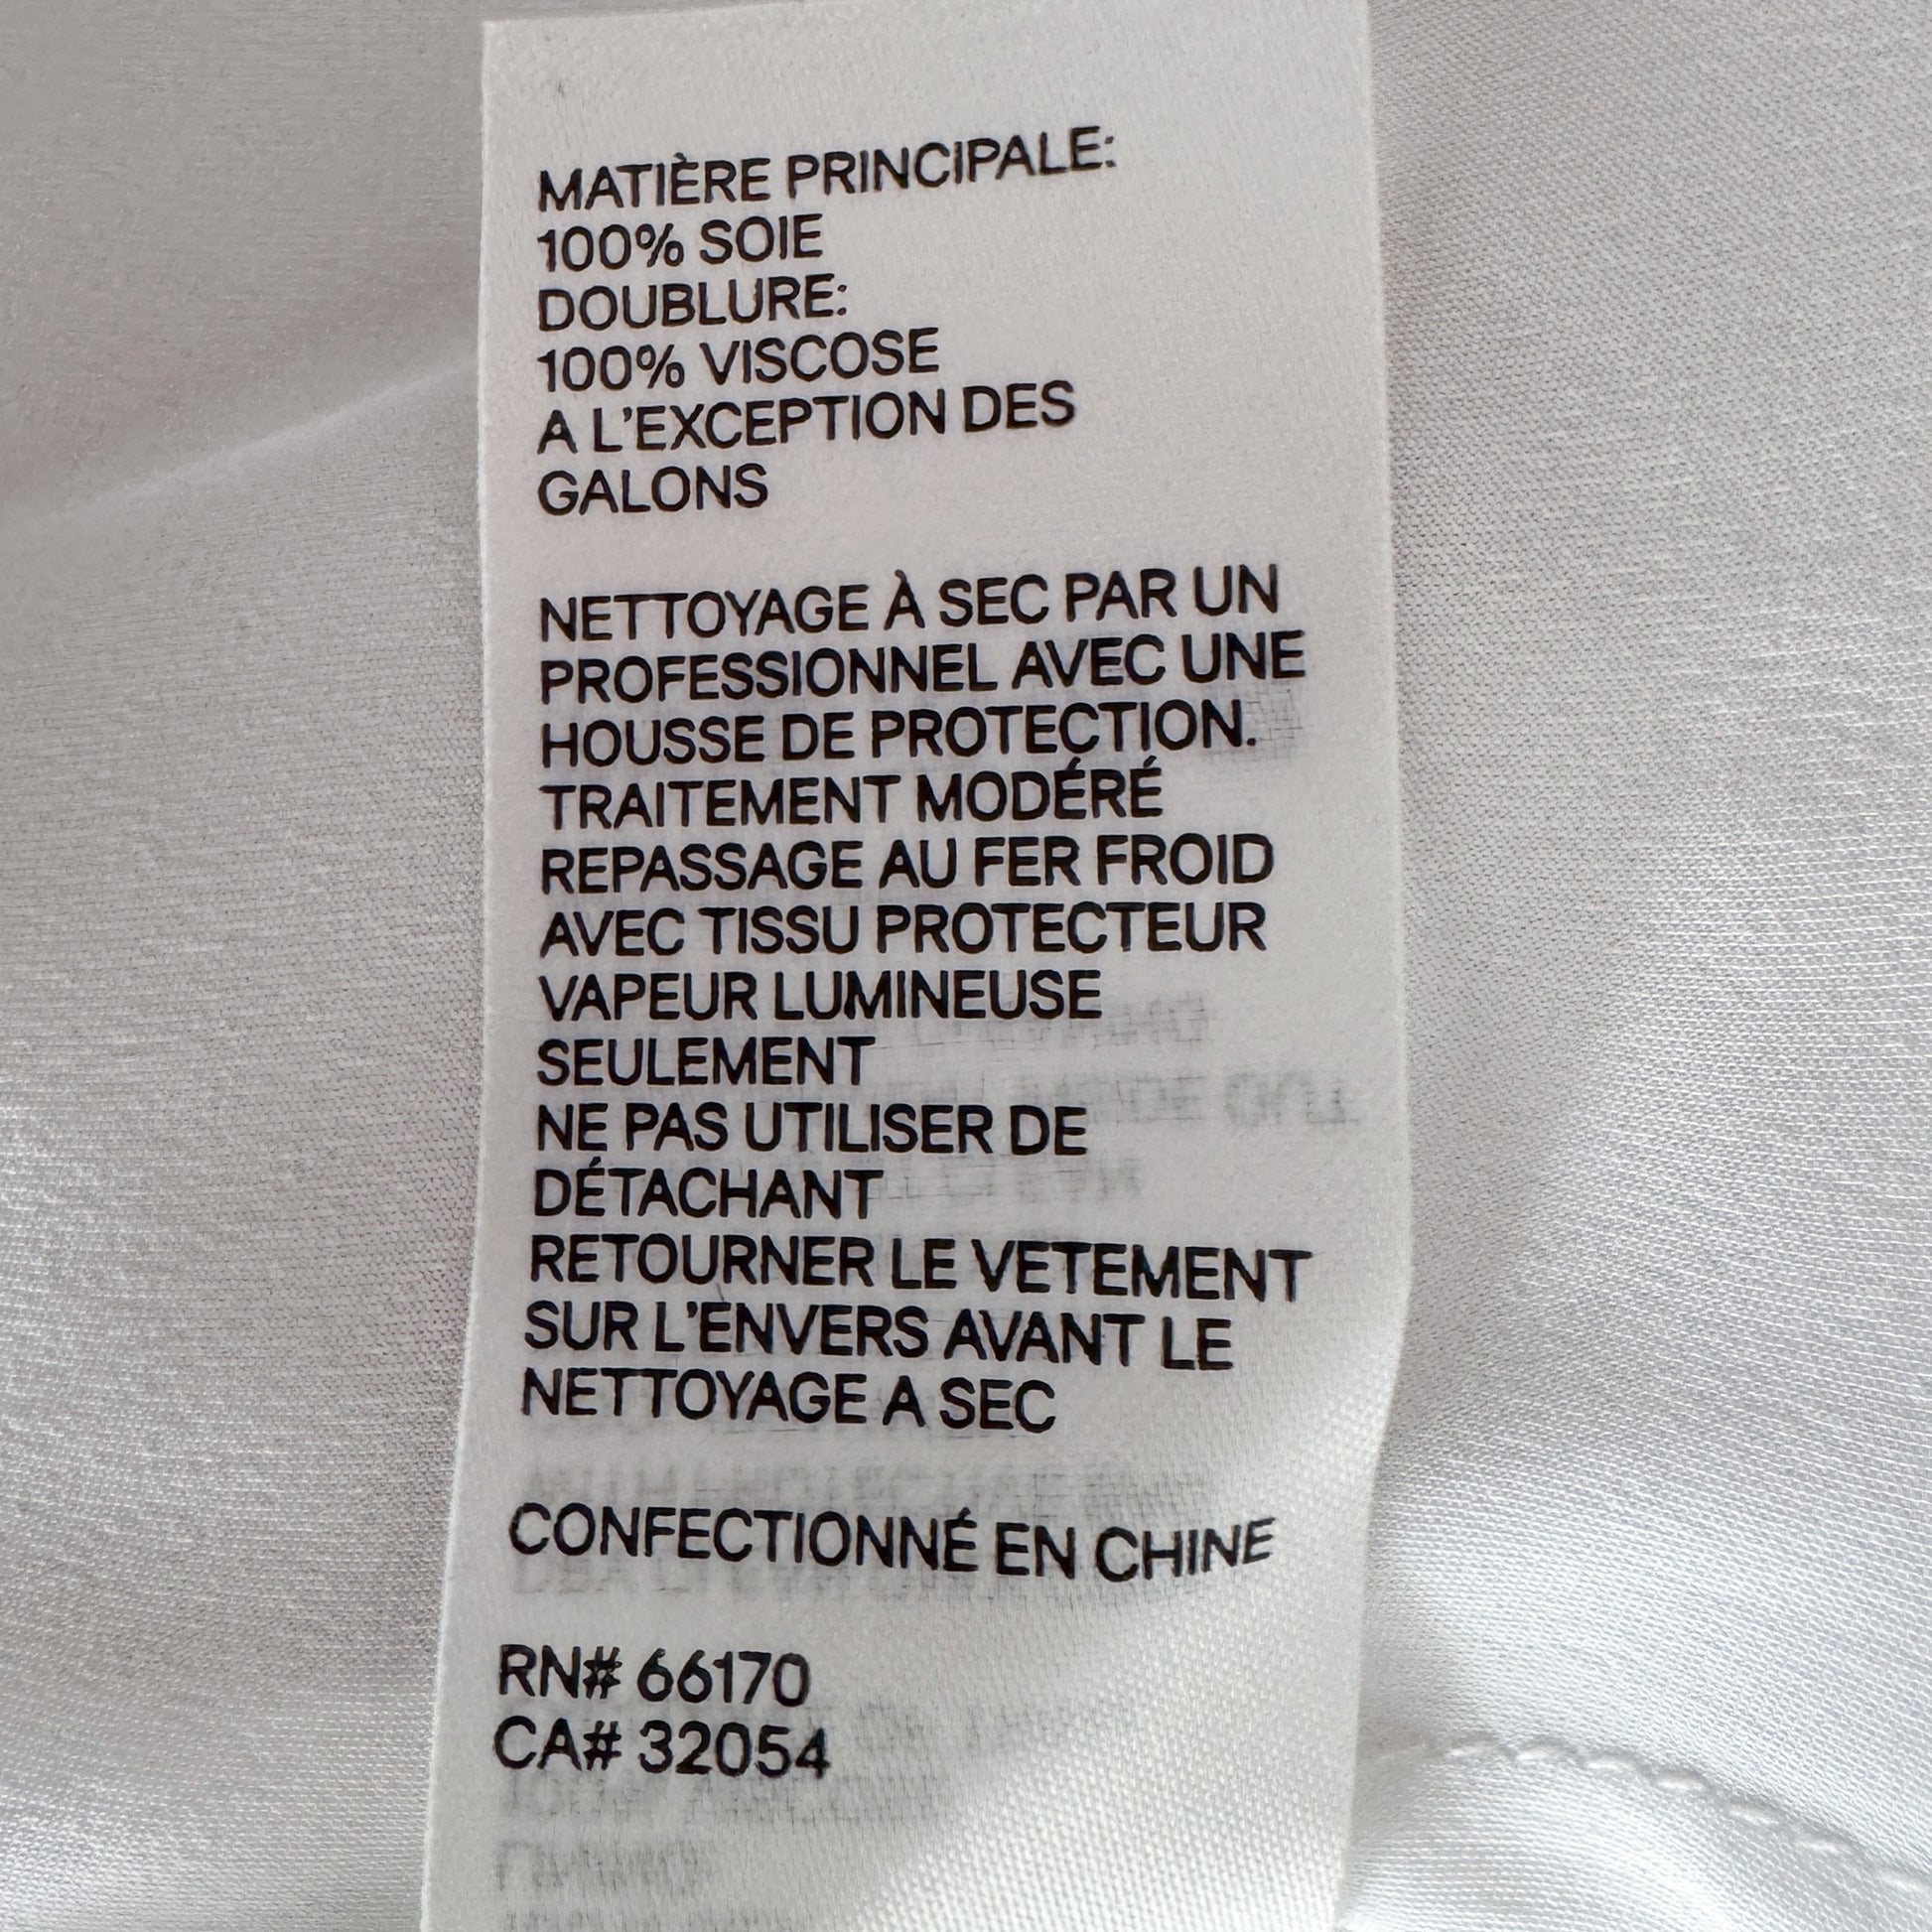 MATIÈRE PRINCIPALE:
100% SOIE
DOUBLURE:
100% VISCOSE
A L'EXCEPTION DES
GALONS
NETTOYAGE À SEC PAR UN
PROFESSIONNEL AVEC UNE
HOUSSE DE PROTECTION.
TRAITEMENT MODÉRÉ
REPASSAGE AU FER FROID
AVEC TISSU PROTECTEUR
VAPEUR LUMINEUSE
SEULEMENT
NE PAS UTILISER DE
DÉTACHANT
RETOURNER LE VETEMENT
SUR L'ENVERS AVANT LE
NETTOYAGE A SEC
CONFECTIONNÉ EN CHINE
RN# 66170
CA# 32054